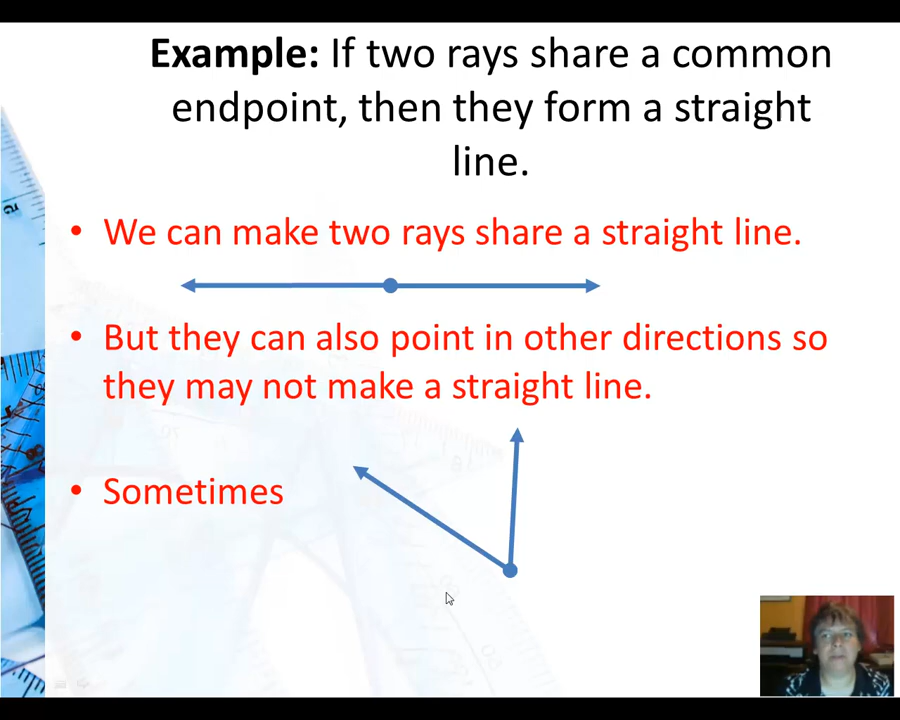 Example: If two rays share a common
endpoint, then they form a straight
line.
• We can make two rays share a straight line.
• But they can also point in other directions so
they may not make a straight line.
• Sometimes